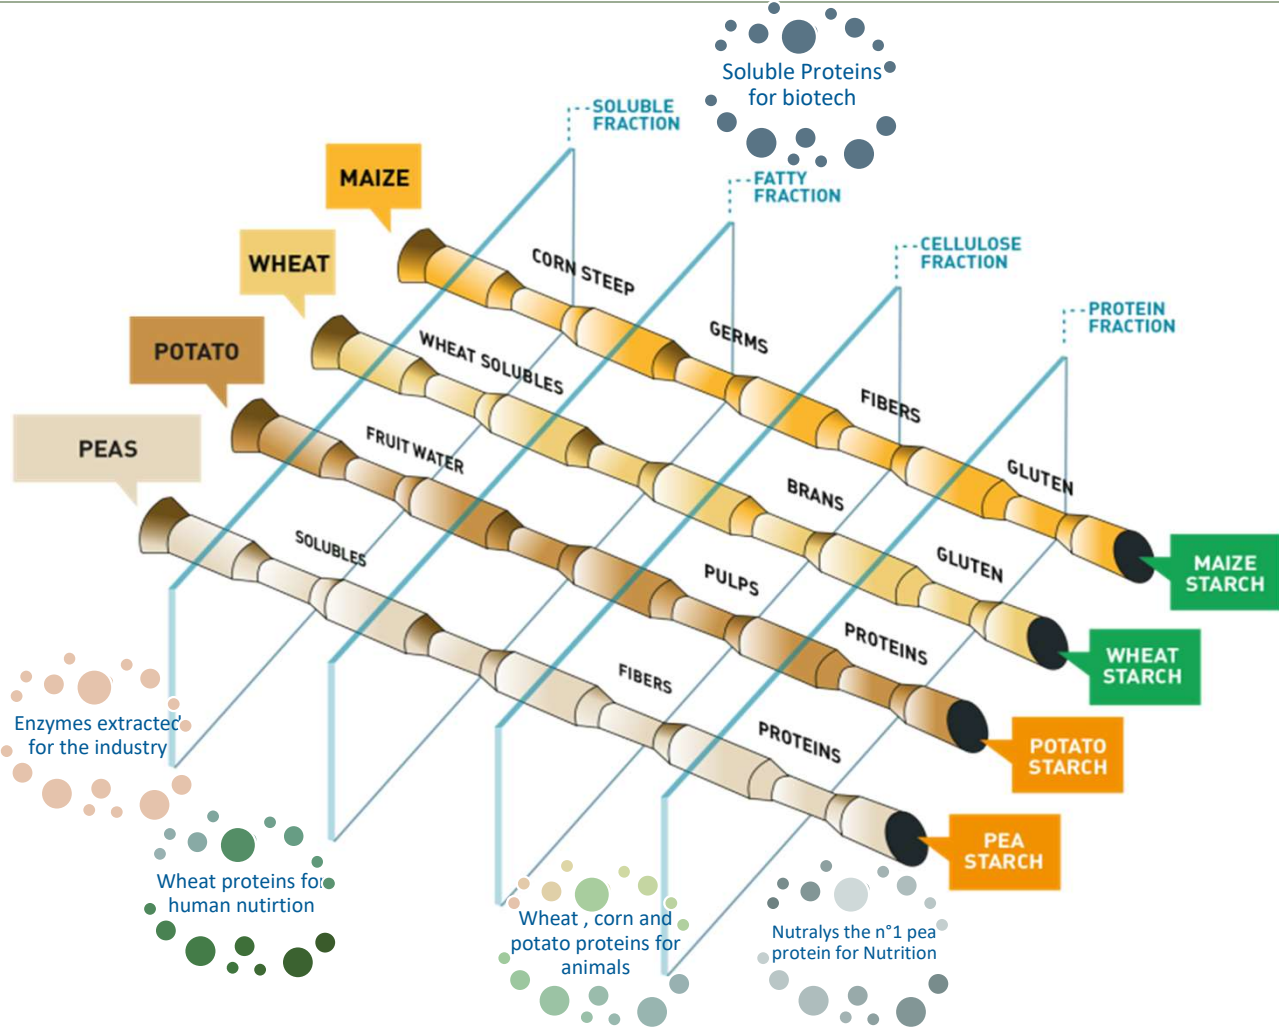 Soluble Proteins
for biotech
SOLUBLE
FRACTION
FATTY
FRACTION
CELLULOSE
FRACTION
PROTEIN
FRACTION
MAIZE
CORN STEEP
GERMS
FIBERS
GLUTEN
MAIZE
STARCH
WHEAT
WHEAT SOLUBLES
BRANS
GLUTEN
WHEAT
STARCH
POTATO
FRUIT WATER
PULPS
PROTEINS
POTATO
STARCH
PEAS
SOLUBLES
FIBERS
PROTEINS
PEA
STARCH
Enzymes extracted
for the industry
Wheat proteins for
human nutirtion
Wheat , corn and
potato proteins for
animals
Nutralys the n°1 pea
protein for Nutrition